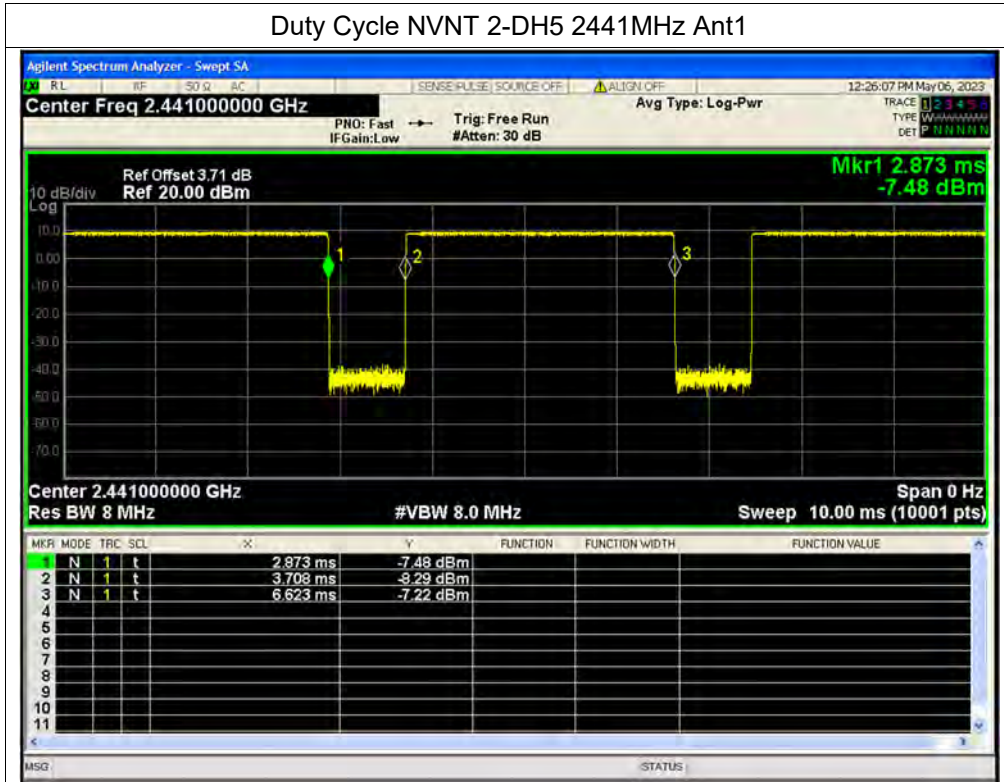 Duty Cycle NVNT 2-DH5 2441MHz Ant1
Agilent Spectrum Analyzer - Swept SA
LXI RL RF 50 Ω AC SENSE:PULSE SOURCE OFF ALIGN OFF 12:26:07 PM May 06, 2023
Center Freq 2.441000000 GHz Avg Type: Log-Pwr TRACE 1 2 3 4 5 6
PNO: Fast Trig: Free Run TYPE W
IFGain:Low #Atten: 30 dB DET P N N N N N
Mkr1 2.873 ms
Ref Offset 3.71 dB
10 dB/div Ref 20.00 dBm -7.48 dBm
Log
10.0
0.00
-10.0
-20.0
-30.0
-40.0
-50.0
-60.0
-70.0
1
2
3
Center 2.441000000 GHz Span 0 Hz
Res BW 8 MHz #VBW 8.0 MHz Sweep 10.00 ms (10001 pts)
MKR MODE TRC SCL X Y FUNCTION FUNCTION WIDTH FUNCTION VALUE
1 N 1 t 2.873 ms -7.48 dBm
2 N 1 t 3.708 ms -8.29 dBm
3 N 1 t 6.623 ms -7.22 dBm
4
5
6
7
8
9
10
11
MSG STATUS